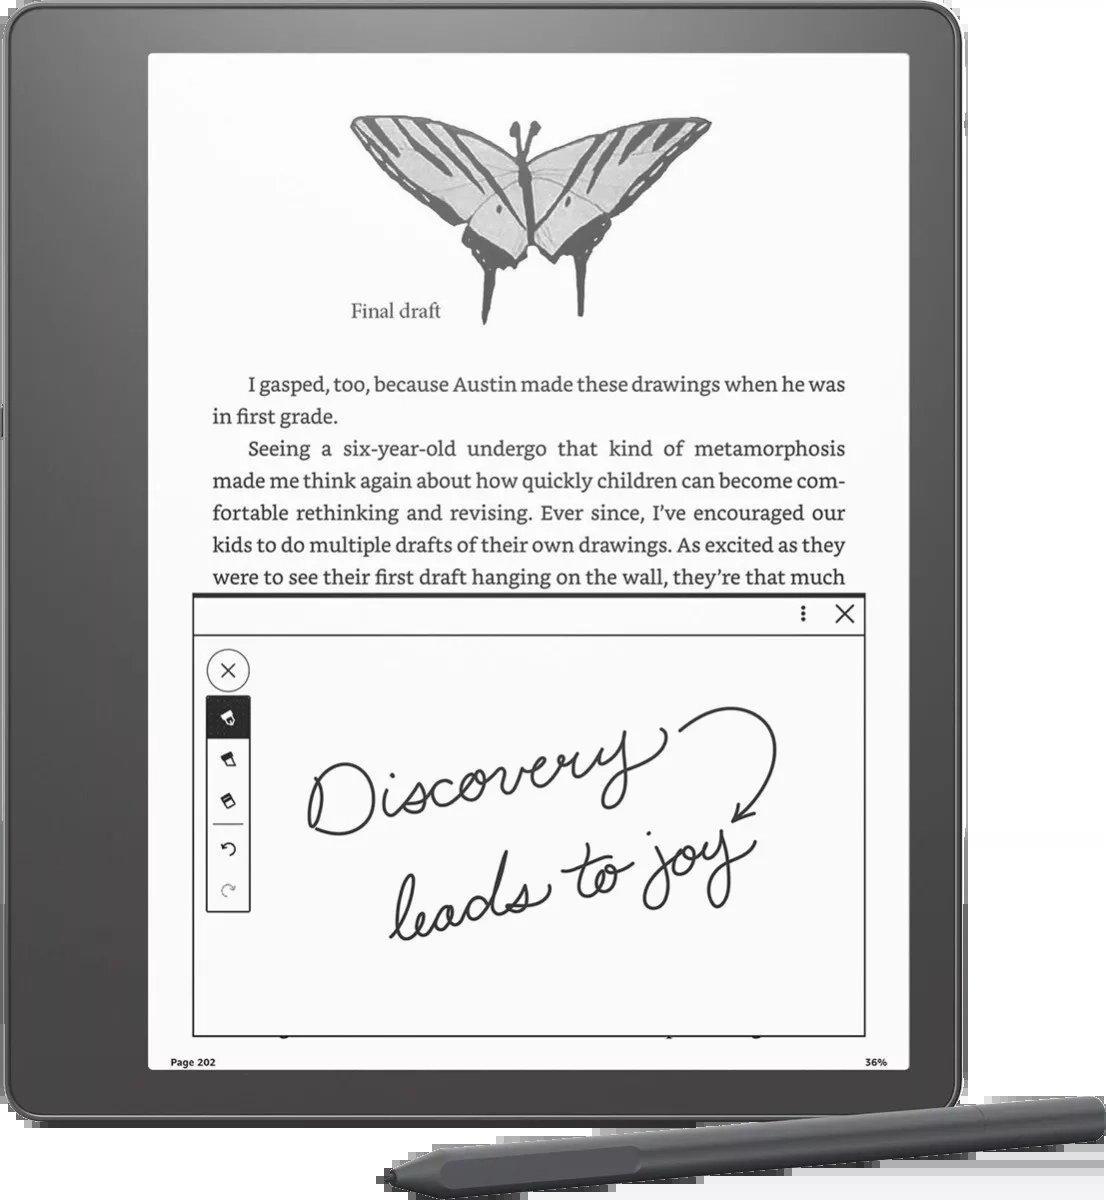 Final draft
I gasped, too, because Austin made these drawings when he was
in first grade.
Seeing a six-year-old undergo that kind of metamorphosis
made me think again about how quickly children can become com-
fortable rethinking and revising. Ever since, I’ve encouraged our
kids to do multiple drafts of their own drawings. As excited as they
were to see their first draft hanging on the wall, they’re that much
Discovery
leads to joy
Page 202
36%